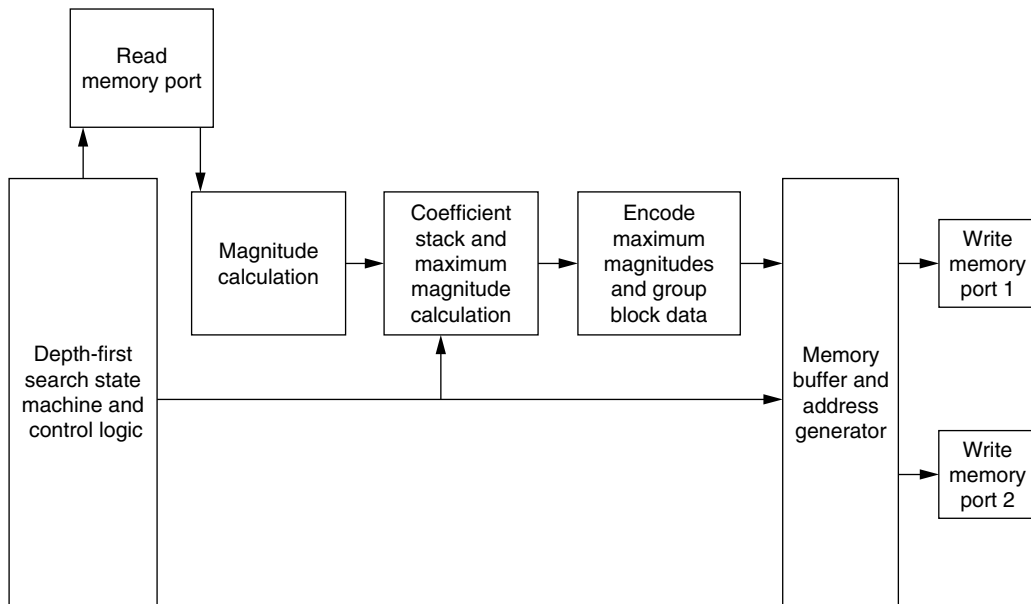 Read
memory port
Magnitude
calculation
Coefficient
stack and
maximum
magnitude
calculation
Encode
maximum
magnitudes
and group
block data
Write
memory
port 1
Depth-first
search state
machine and
control logic
Memory
buffer and
address
generator
Write
memory
port 2